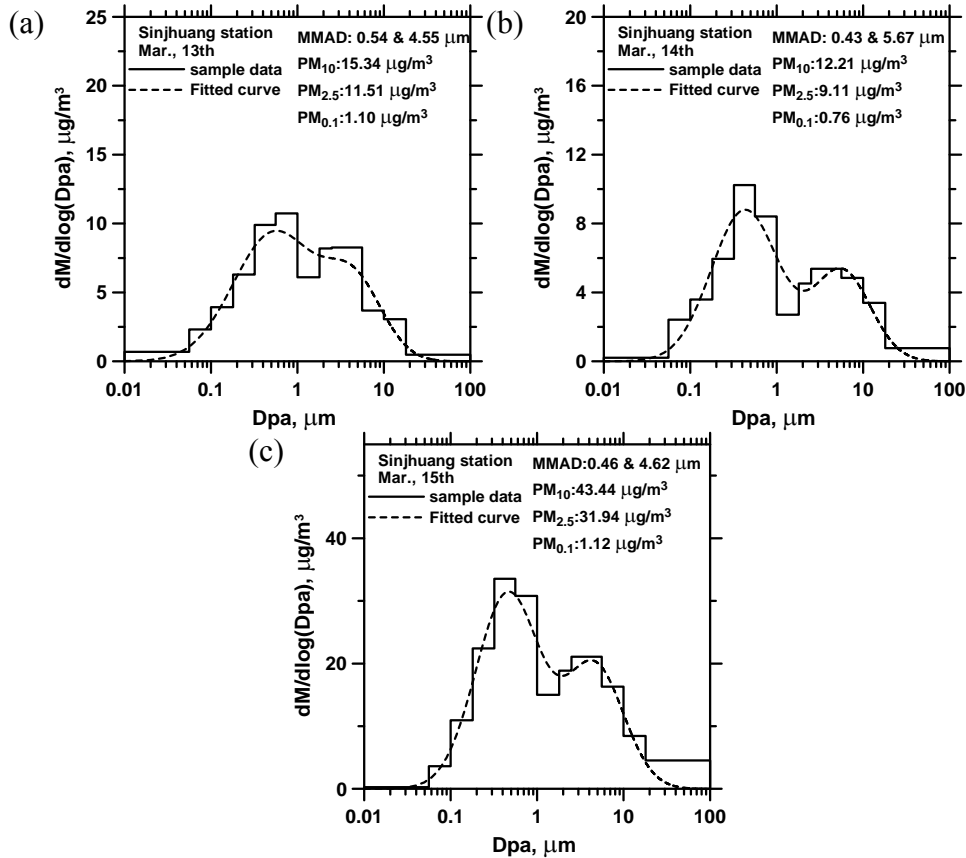 (a)
Sinjhuang station
Mar., 13th
sample data
Fitted curve
MMAD: 0.54 & 4.55 μm
PM10:15.34 μg/m3
PM2.5:11.51 μg/m3
PM0.1:1.10 μg/m3
25
20
15
10
5
0
dM/dlog(Dpa), μg/m3
0.01 0.1 1 10 100
Dpa, μm
(b)
Sinjhuang station
Mar., 14th
sample data
Fitted curve
MMAD: 0.43 & 5.67 μm
PM10:12.21 μg/m3
PM2.5:9.11 μg/m3
PM0.1:0.76 μg/m3
20
16
12
8
4
0
dM/dlog(Dpa), μg/m3
0.01 0.1 1 10 100
Dpa, μm
(c)
Sinjhuang station
Mar., 15th
sample data
Fitted curve
MMAD:0.46 & 4.62 μm
PM10:43.44 μg/m3
PM2.5:31.94 μg/m3
PM0.1:1.12 μg/m3
40
20
0
dM/dlog(Dpa), μg/m3
0.01 0.1 1 10 100
Dpa, μm